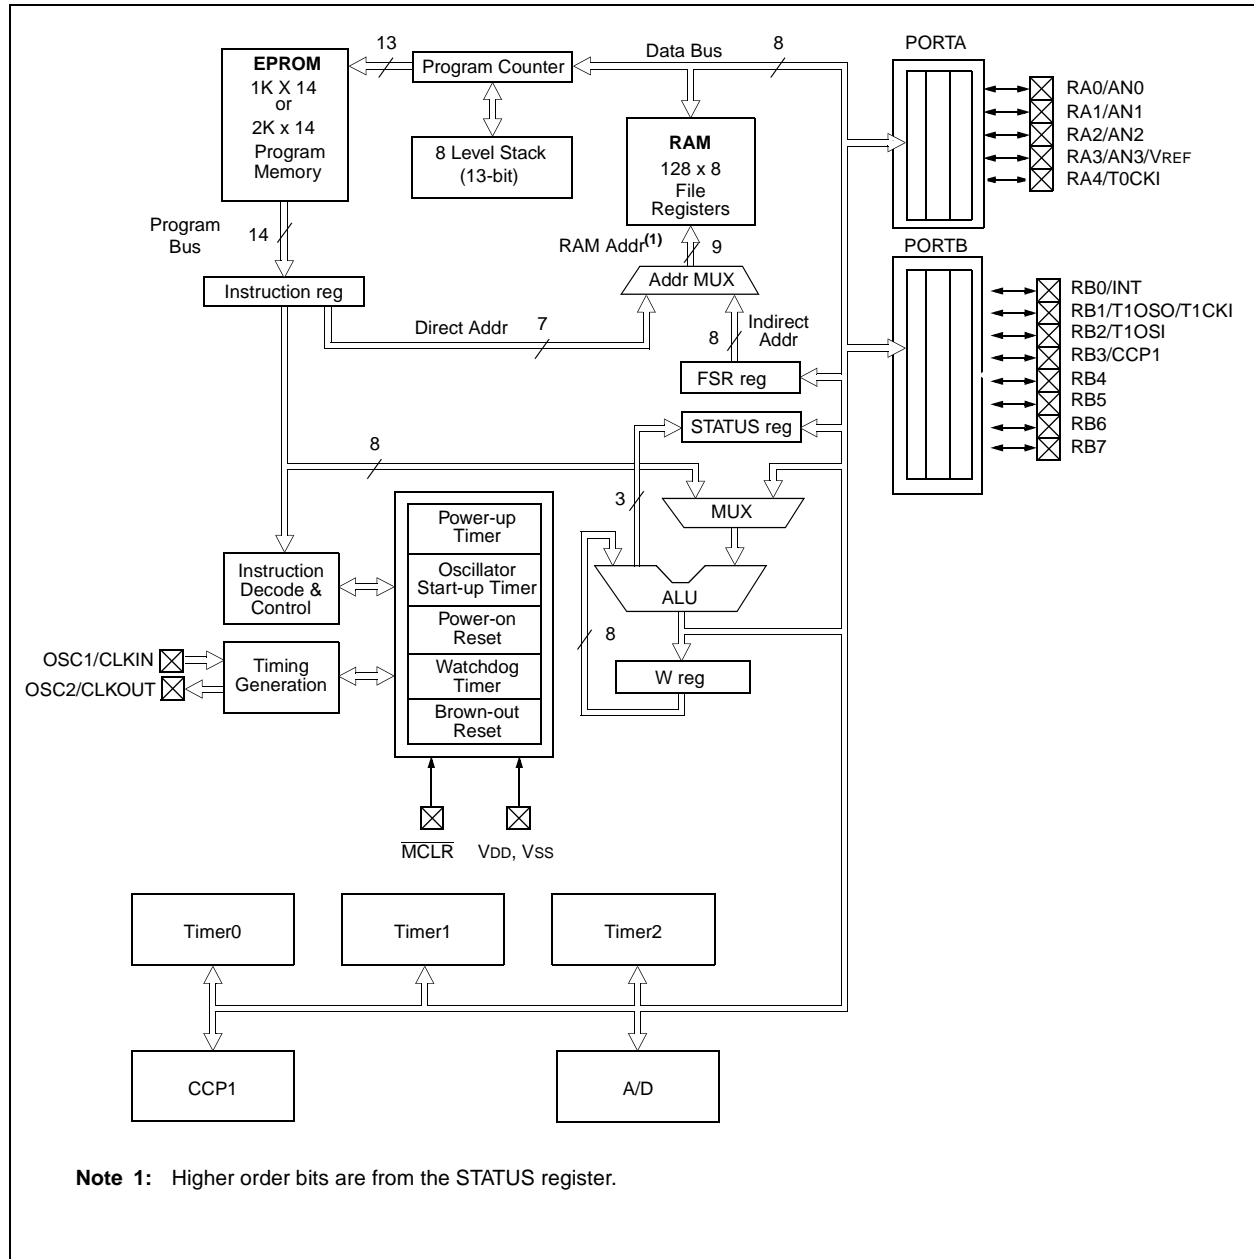 13
Data Bus
8
PORTA
EPROM
1K X 14
or
2K x 14
Program
Memory
Program Counter
8 Level Stack
(13-bit)
RAM
128 x 8
File
Registers
RA0/AN0
RA1/AN1
RA2/AN2
RA3/AN3/VREF
RA4/T0CKI
Program
Bus
14
RAM Addr(1)
9
PORTB
Instruction reg
Addr MUX
Direct Addr
7
8
Indirect
Addr
FSR reg
RB0/INT
RB1/T1OSO/T1CKI
RB2/T1OSI
RB3/CCP1
RB4
RB5
RB6
RB7
STATUS reg
8
3
MUX
Power-up
Timer
Oscillator
Start-up Timer
Power-on
Reset
Watchdog
Timer
Brown-out
Reset
Instruction
Decode &
Control
ALU
8
W reg
OSC1/CLKIN
OSC2/CLKOUT
Timing
Generation
MCLR
VDD, VSS
Timer0
Timer1
Timer2
CCP1
A/D
Note 1: Higher order bits are from the STATUS register.